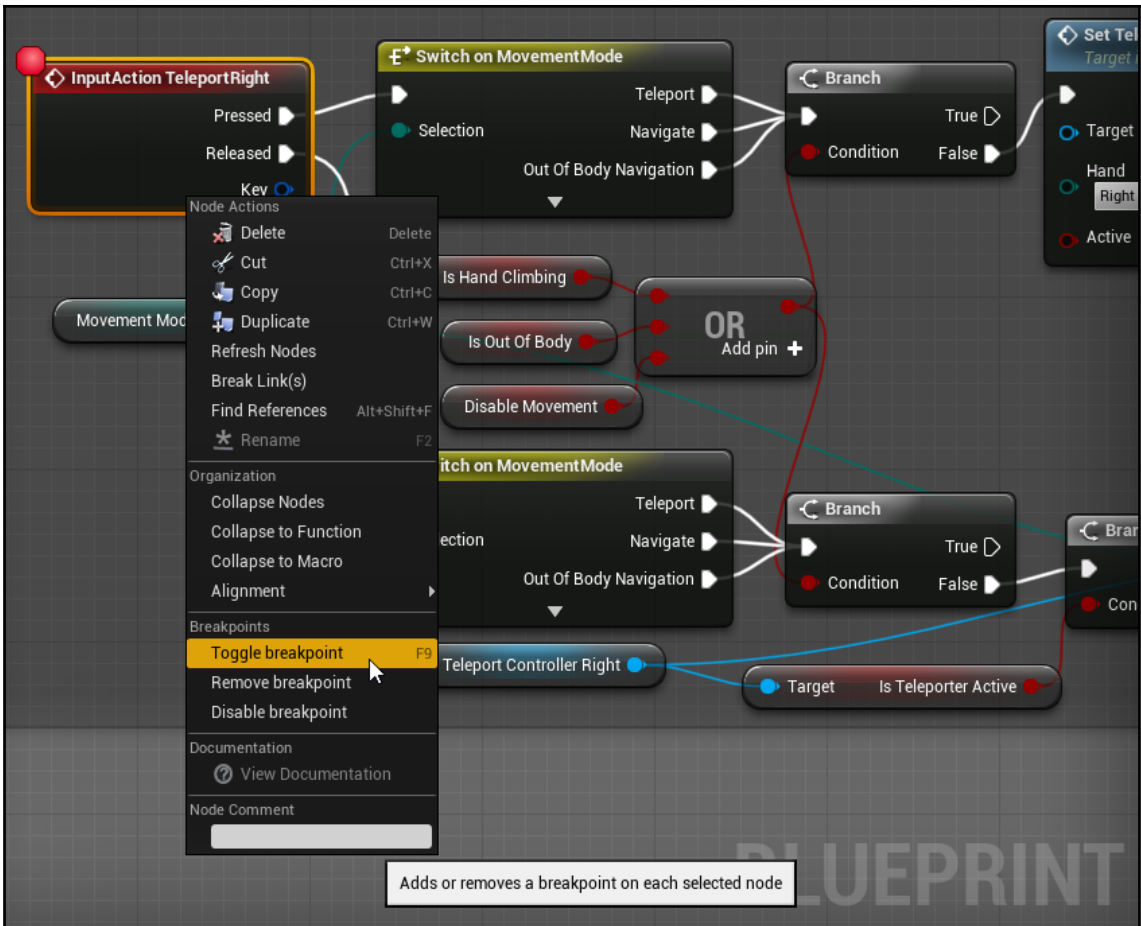 Set Tel
Target
InputAction TeleportRight
Pressed
Released
Key
Switch on MovementMode
Selection
Teleport
Navigate
Out Of Body Navigation
Branch
True
Condition
False
Target
Hand
Right
Active
Node Actions
Delete Delete
Cut Ctrl+X
Copy Ctrl+C
Duplicate Ctrl+W
Refresh Nodes
Break Link(s)
Find References Alt+Shift+F
Rename F2
Organization
Collapse Nodes
Collapse to Function
Collapse to Macro
Alignment
Breakpoints
Toggle breakpoint F9
Remove breakpoint
Disable breakpoint
Documentation
View Documentation
Node Comment
Movement Mod
Is Hand Climbing
Is Out Of Body
Disable Movement
OR
Add pin
itch on MovementMode
ection
Teleport
Navigate
Out Of Body Navigation
Branch
True
Condition
False
Bran
Con
Teleport Controller Right
Target Is Teleporter Active
Adds or removes a breakpoint on each selected node
BLUEPRINT